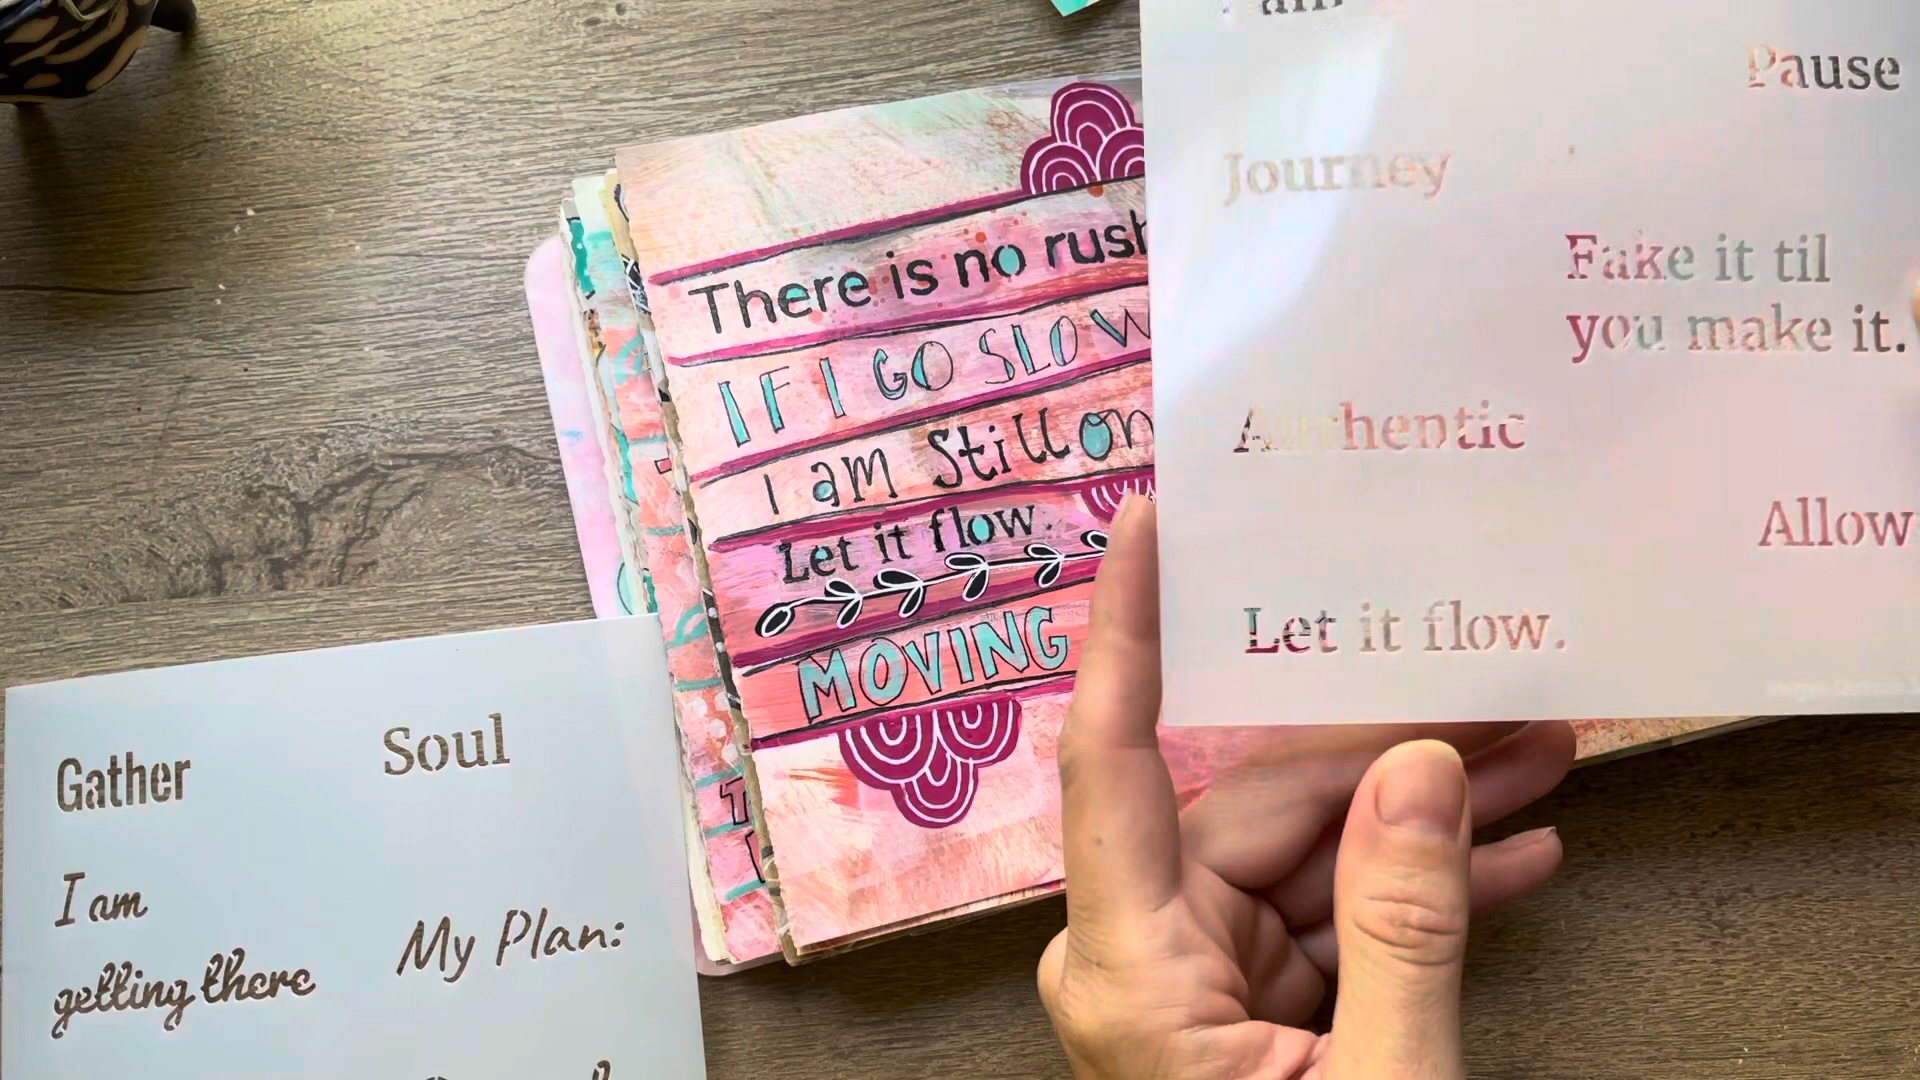 am
Pause
Journey
Fake it til
you make it.
Authentic
Allow
Let it flow.
There is no rush
IF I GO SLOW
I am Still on
Let it flow.
MOVING
Gather
Soul
I am
getting there
My Plan: